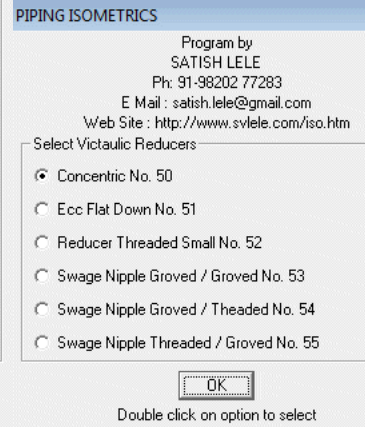 PIPING ISOMETRICS
Program by
SATISH LELE
Ph: 91-98202 77283
E Mail : satish.lele@gmail.com
Web Site : http://www.svlele.com/iso.htm
Select Victaulic Reducers
Concentric No. 50
Ecc Flat Down No. 51
Reducer Threaded Small No. 52
Swage Nipple Groved / Groved No. 53
Swage Nipple Groved / Theaded No. 54
Swage Nipple Threaded / Groved No. 55
OK
Double click on option to select